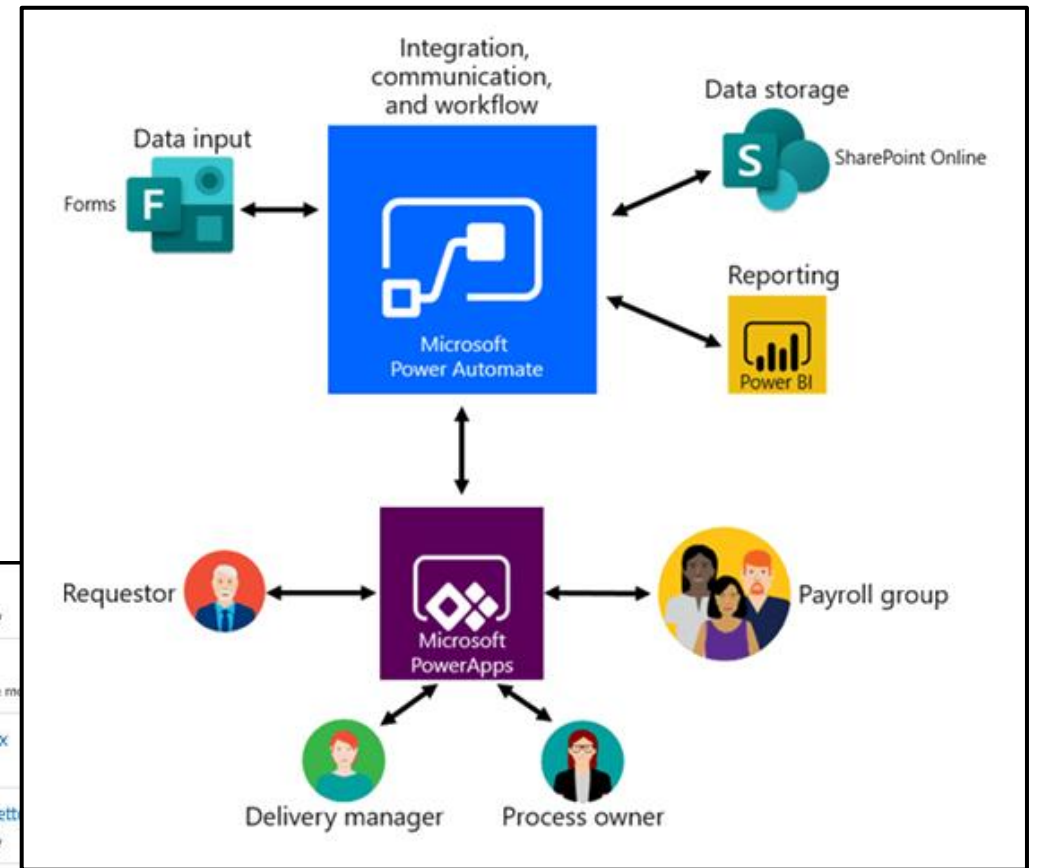 Integration,
communication,
and workflow
Data storage
Data input
S
SharePoint Online
Forms
F
Reporting
Microsoft
Power Automate
Power BI
Requestor
Payroll group
Microsoft
PowerApps
Delivery manager
Process owner